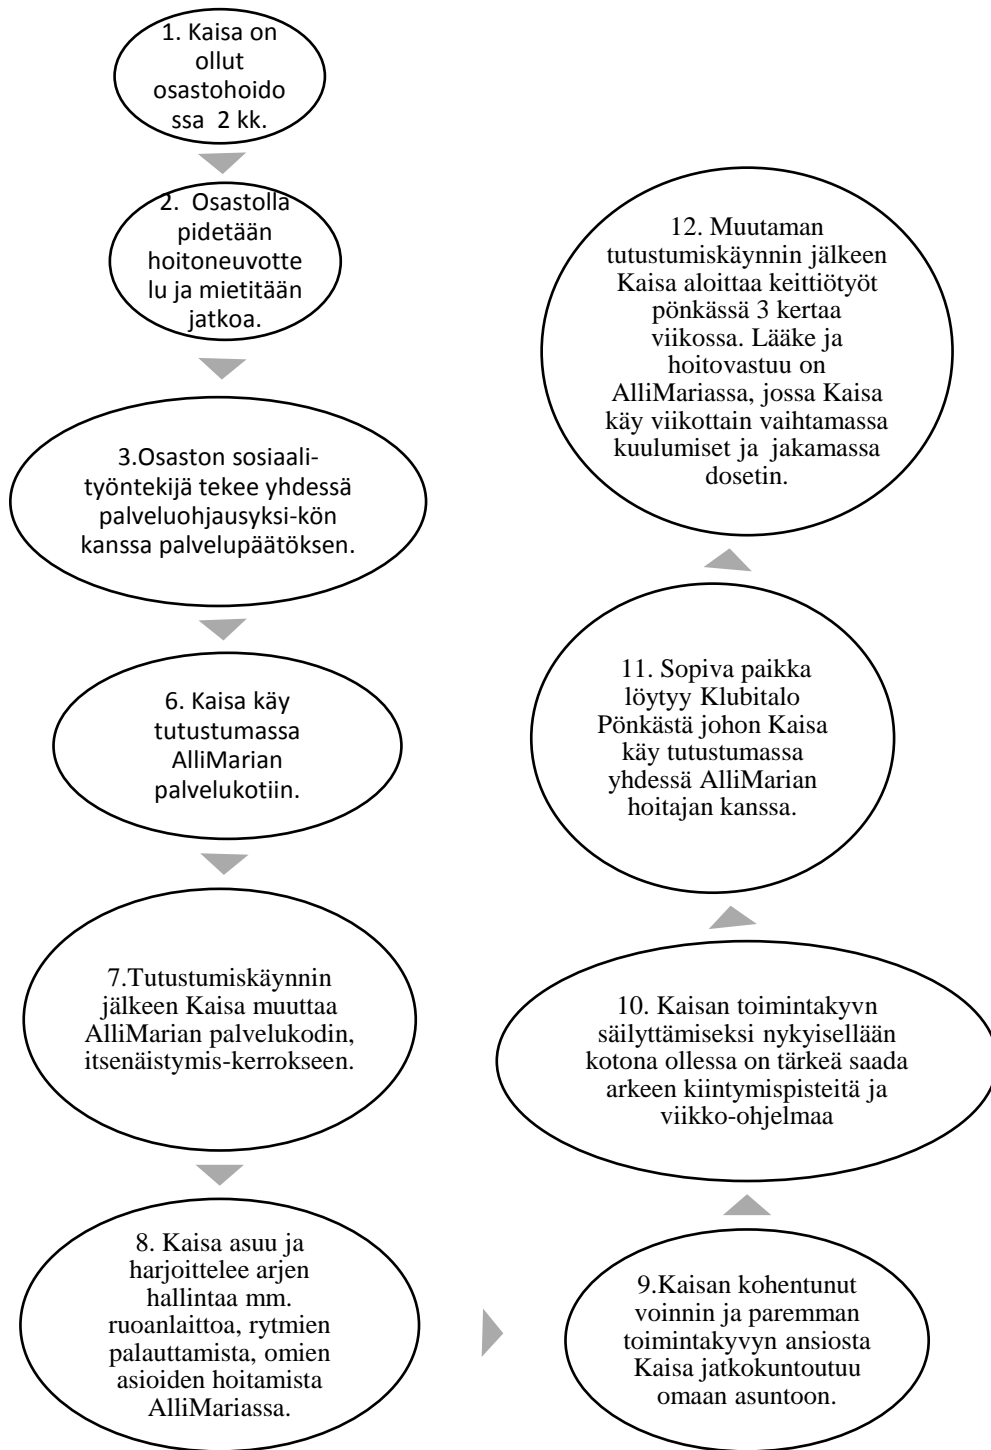 1. Kaisa on
ollut
osastohoido
ssa 2 kk.
2. Osastolla
pidetään
hoitoneuvotte
lu ja mietitään
jatkoa.
3.Osaston sosiaali-
työntekijä tekee yhdessä
palveluohjausyksi-kön
kanssa palvelupäätöksen.
6. Kaisa käy
tutustumassa
AlliMarian
palvelukotiin.
7.Tutustumiskäynnin
jälkeen Kaisa muuttaa
AlliMarian palvelukodin,
itsenäistymis-kerrokseen.
8. Kaisa asuu ja
harjoittelee arjen
hallintaa mm.
ruoanlaittoa, rytmien
palauttamista, omien
asioiden hoitamista
AlliMariassa.
9.Kaisan kohentunut
voinnin ja paremman
toimintakyvyn ansiosta
Kaisa jatkokuntoutuu
omaan asuntoon.
10. Kaisan toimintakyvn
säilyttämiseksi nykyisellään
kotona ollessa on tärkeä saada
arkeen kiintymispisteitä ja
viikko-ohjelmaa
11. Sopiva paikka
löytyy Klubitalo
Pönkästä johon Kaisa
käy tutustumassa
yhdessä AlliMarian
hoitajan kanssa.
12. Muutaman
tutustumiskäynnin jälkeen
Kaisa aloittaa keittiötyöt
pönkässä 3 kertaa
viikossa. Lääke ja
hoitovastuu on
AlliMariassa, jossa Kaisa
käy viikottain vaihtamassa
kuulumiset ja jakamassa
dosetin.